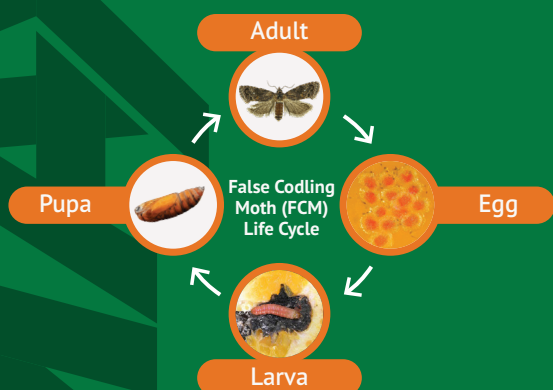 Adult
Pupa
False Codling
Moth (FCM)
Life Cycle
Egg
Larva